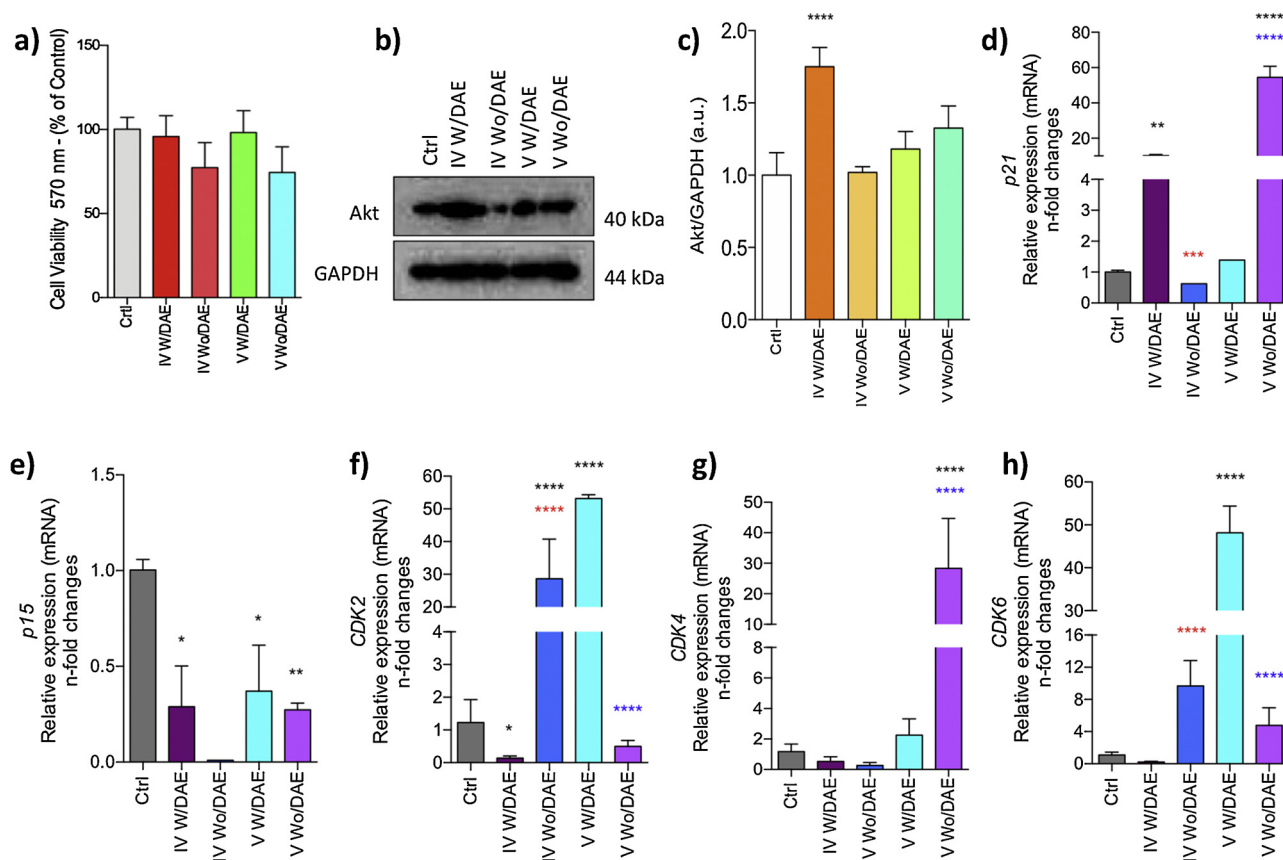 a)
Cell Viability 570 nm - (% of Control)
150
100
50
0
Crtl
IV W/DAE
IV Wo/DAE
V W/DAE
V Wo/DAE
b)
Ctrl
IV W/DAE
IV Wo/DAE
V W/DAE
V Wo/DAE
Akt
40 kDa
GAPDH
44 kDa
c)
Akt/GAPDH (a.u.)
2.0
1.5
1.0
0.5
0.0
****
Crtl
IV W/DAE
IV Wo/DAE
V W/DAE
V Wo/DAE
d)
p21
Relative expression (mRNA)
n-fold changes
80
60
40
20
4
3
2
1
0
**
***
****
****
Ctrl
IV W/DAE
IV Wo/DAE
V W/DAE
V Wo/DAE
e)
p15
Relative expression (mRNA)
n-fold changes
1.5
1.0
0.5
0.0
*
*
**
Ctrl
IV W/DAE
IV Wo/DAE
V W/DAE
V Wo/DAE
f)
CDK2
Relative expression (mRNA)
n-fold changes
60
50
40
30
20
4
3
2
1
0
*
****
****
****
****
Ctrl
IV W/DAE
IV Wo/DAE
V W/DAE
V Wo/DAE
g)
CDK4
Relative expression (mRNA)
n-fold changes
50
40
30
20
10
8
6
4
2
0
****
****
Ctrl
IV W/DAE
V Wo/DAE
V W/DAE
V Wo/DAE
h)
CDK6
Relative expression (mRNA)
n-fold changes
60
50
40
30
16
12
8
4
0
****
****
****
Ctrl
IV W/DAE
IV Wo/DAE
V W/DAE
V Wo/DAE